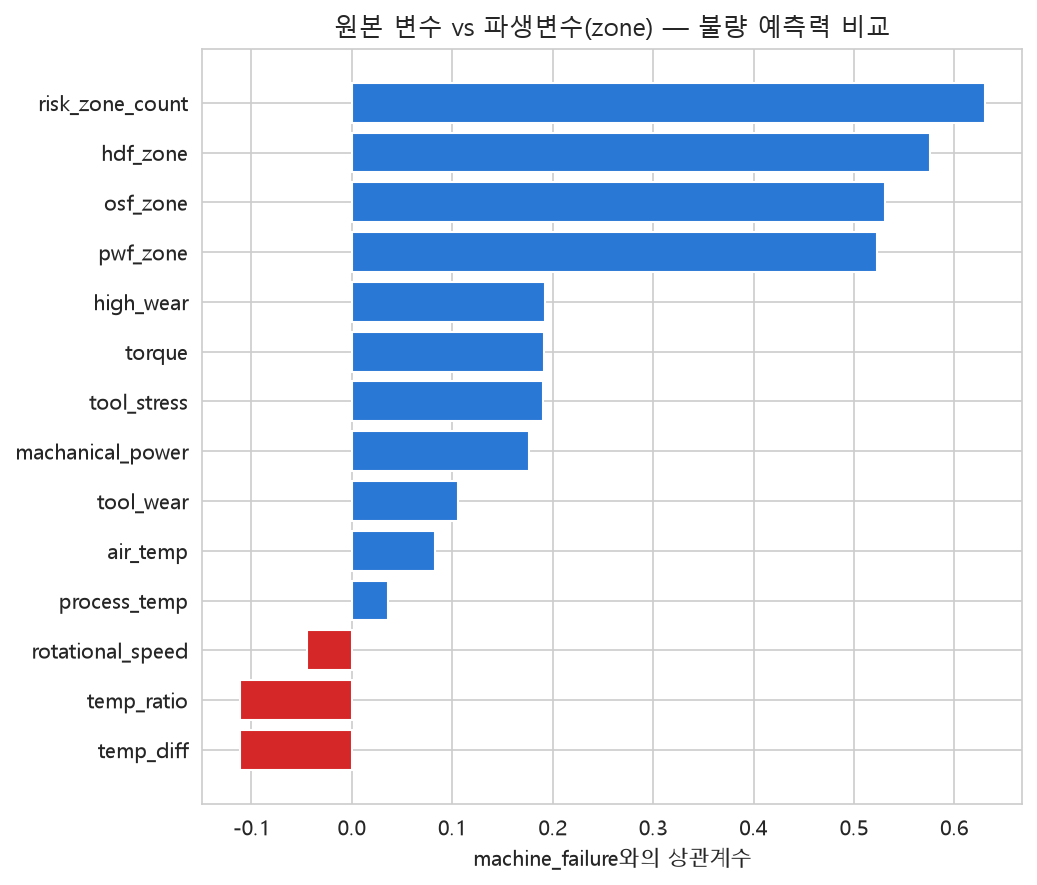 원본 변수 vs 파생변수(zone) — 불량 예측력 비교
risk_zone_count
hdf_zone
osf_zone
pwf_zone
high_wear
torque
tool_stress
machanical_power
tool_wear
air_temp
process_temp
rotational_speed
temp_ratio
temp_diff
-0.1 0.0 0.1 0.2 0.3 0.4 0.5 0.6
machine_failure와의 상관계수